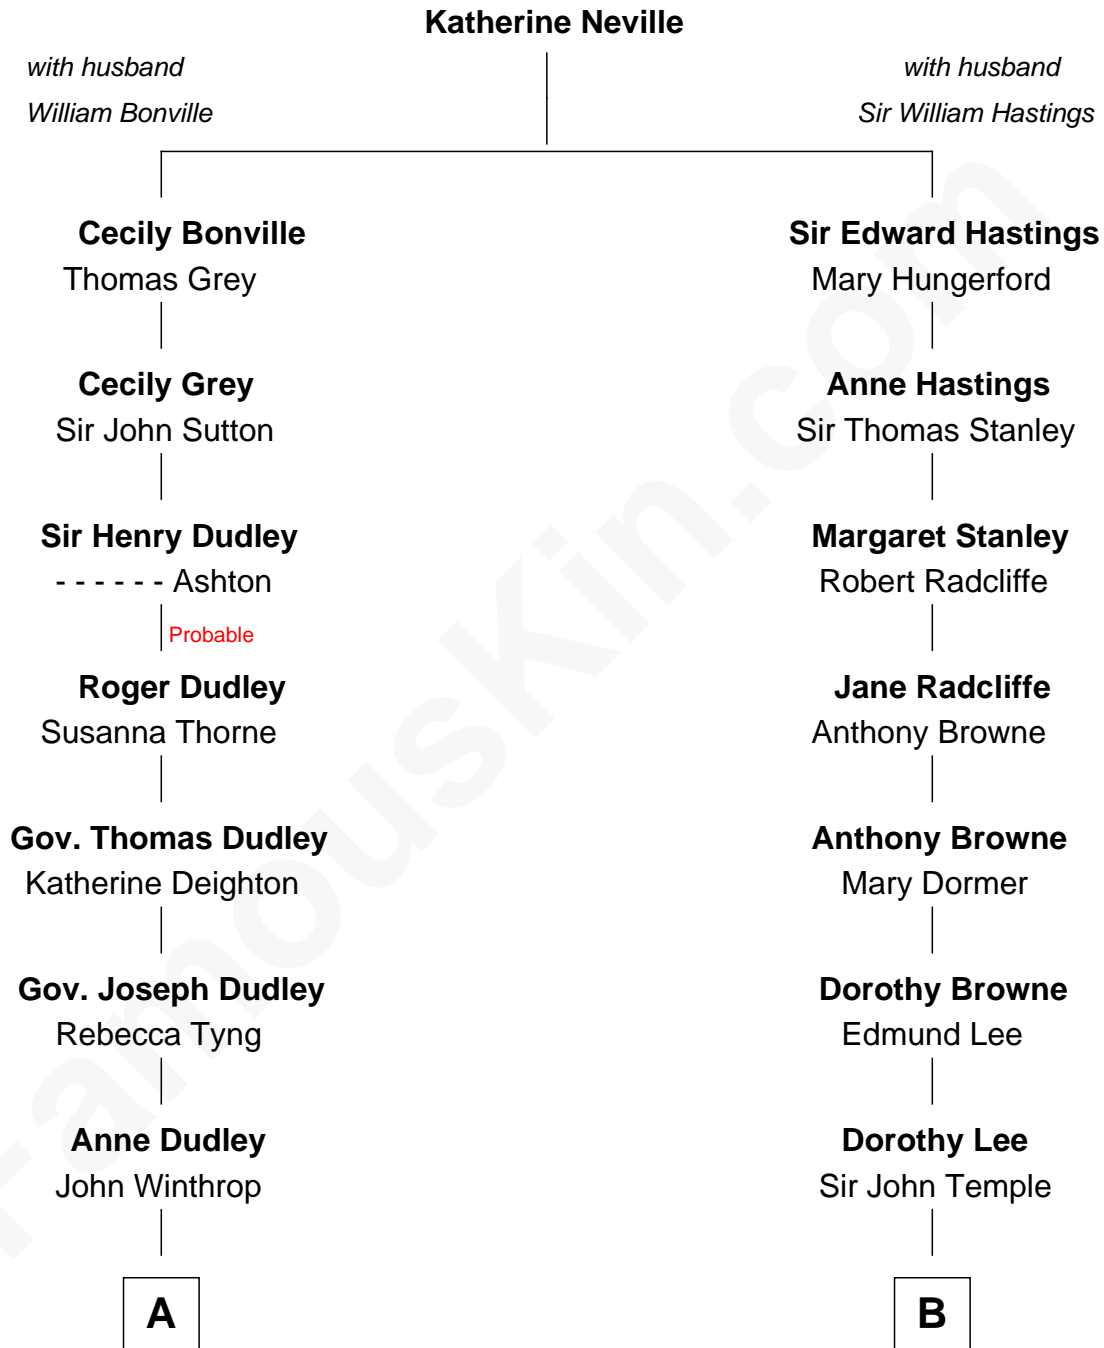 Katherine Neville
with husband
William Bonville
with husband
Sir William Hastings
Cecily Bonville
Thomas Grey
Sir Edward Hastings
Mary Hungerford
Cecily Grey
Sir John Sutton
Anne Hastings
Sir Thomas Stanley
Sir Henry Dudley
- - - - - - Ashton
Margaret Stanley
Robert Radcliffe
Probable
Roger Dudley
Susanna Thorne
Jane Radcliffe
Anthony Browne
Gov. Thomas Dudley
Katherine Deighton
Anthony Browne
Mary Dormer
Gov. Joseph Dudley
Rebecca Tyng
Dorothy Browne
Edmund Lee
Anne Dudley
John Winthrop
Dorothy Lee
Sir John Temple
A
B
FamousKin.com